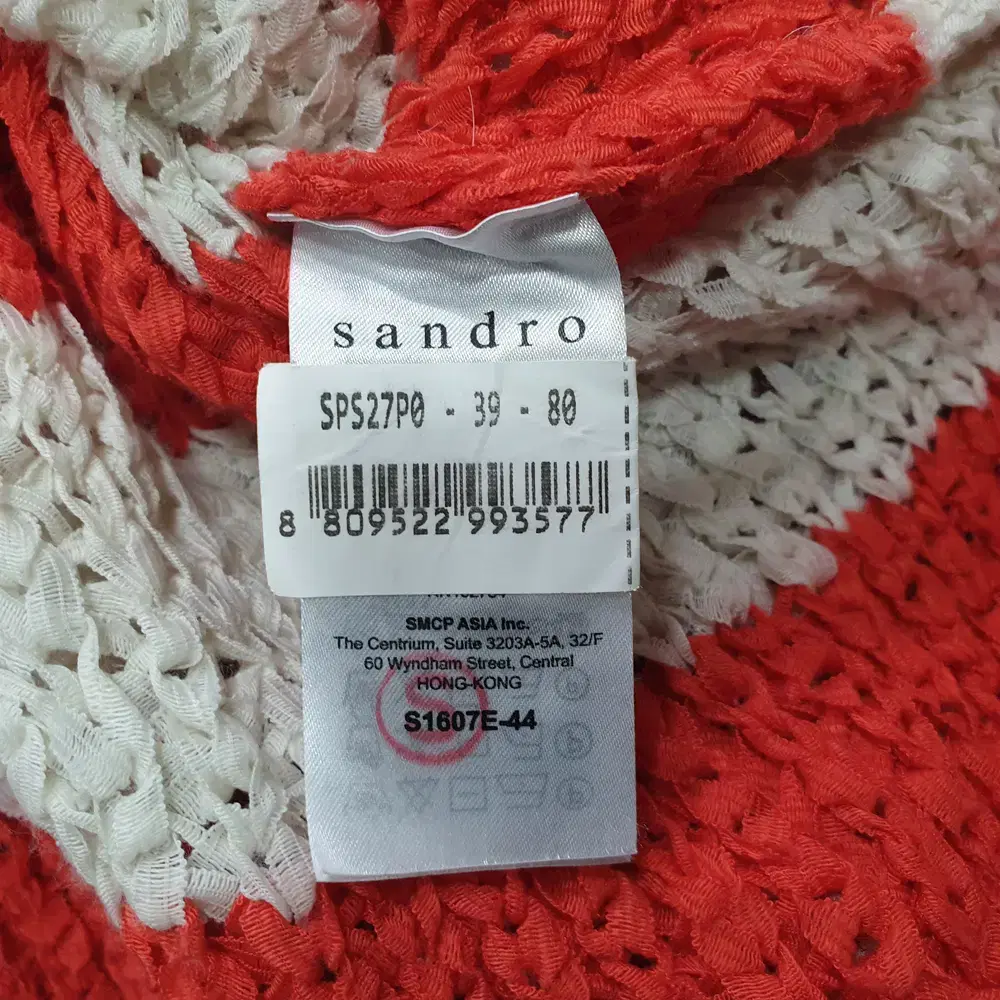 sandro
SPS27P0 - 39 - 80
8 809522 993577
SMCP ASIA Inc.
The Centrium, Suite 3203A-5A, 32/F
60 Wyndham Street, Central
HONG-KONG
S
S1607E-44